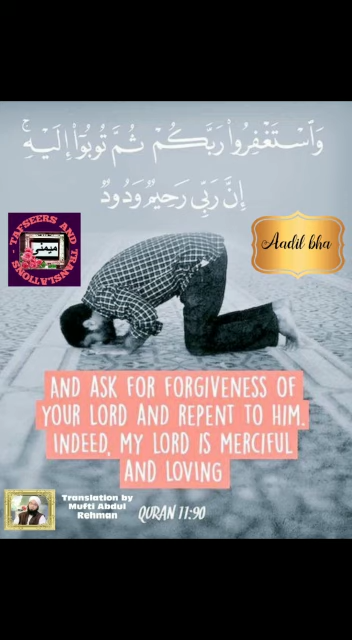 وَاَسْتَغْفِرُواْ رَبَّكُمْ ثُمَّ تُوبُوٓاْ إِلَيْهِۚ
إِنَّ رَبِّي رَحِيمٞ وَدُودٞ
TAFSEERS AND
میمنی
TRANSLATIONS
Aadil bha
AND ASK FOR FORGIVENESS OF
YOUR LORD AND REPENT TO HIM.
INDEED, MY LORD IS MERCIFUL
AND LOVING
Translation by
Mufti Abdul
Rehman
QURAN 11:90